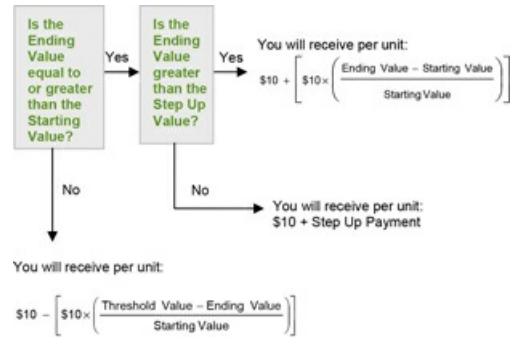 Is the
Ending
Value
equal to
or greater
than the
Starting
Value?
Yes
Is the
Ending
Value
greater
than the
Step Up
Value?
Yes
You will receive per unit:
$10 + [ $10× ( Ending Value – Starting Value
Starting Value ) ]
No
No
You will receive per unit:
$10 + Step Up Payment
You will receive per unit:
$10 – [ $10× ( Threshold Value – Ending Value
Starting Value ) ]